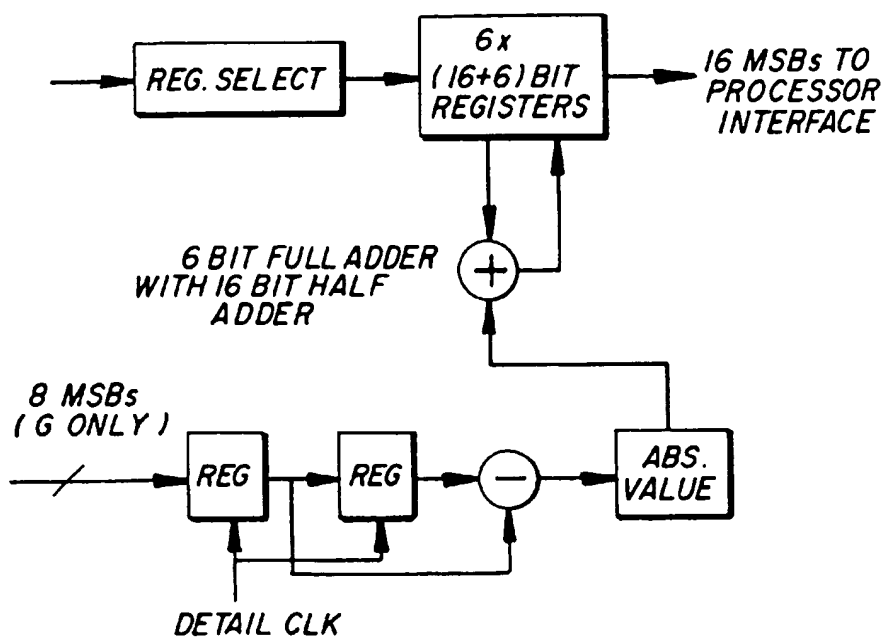 REG. SELECT
6x
(16+6) BIT
REGISTERS
16 MSBs TO
PROCESSOR
INTERFACE
6 BIT FULL ADDER
WITH 16 BIT HALF
ADDER
+
8 MSBs
(G ONLY)
REG
REG
−
ABS.
VALUE
DETAIL CLK